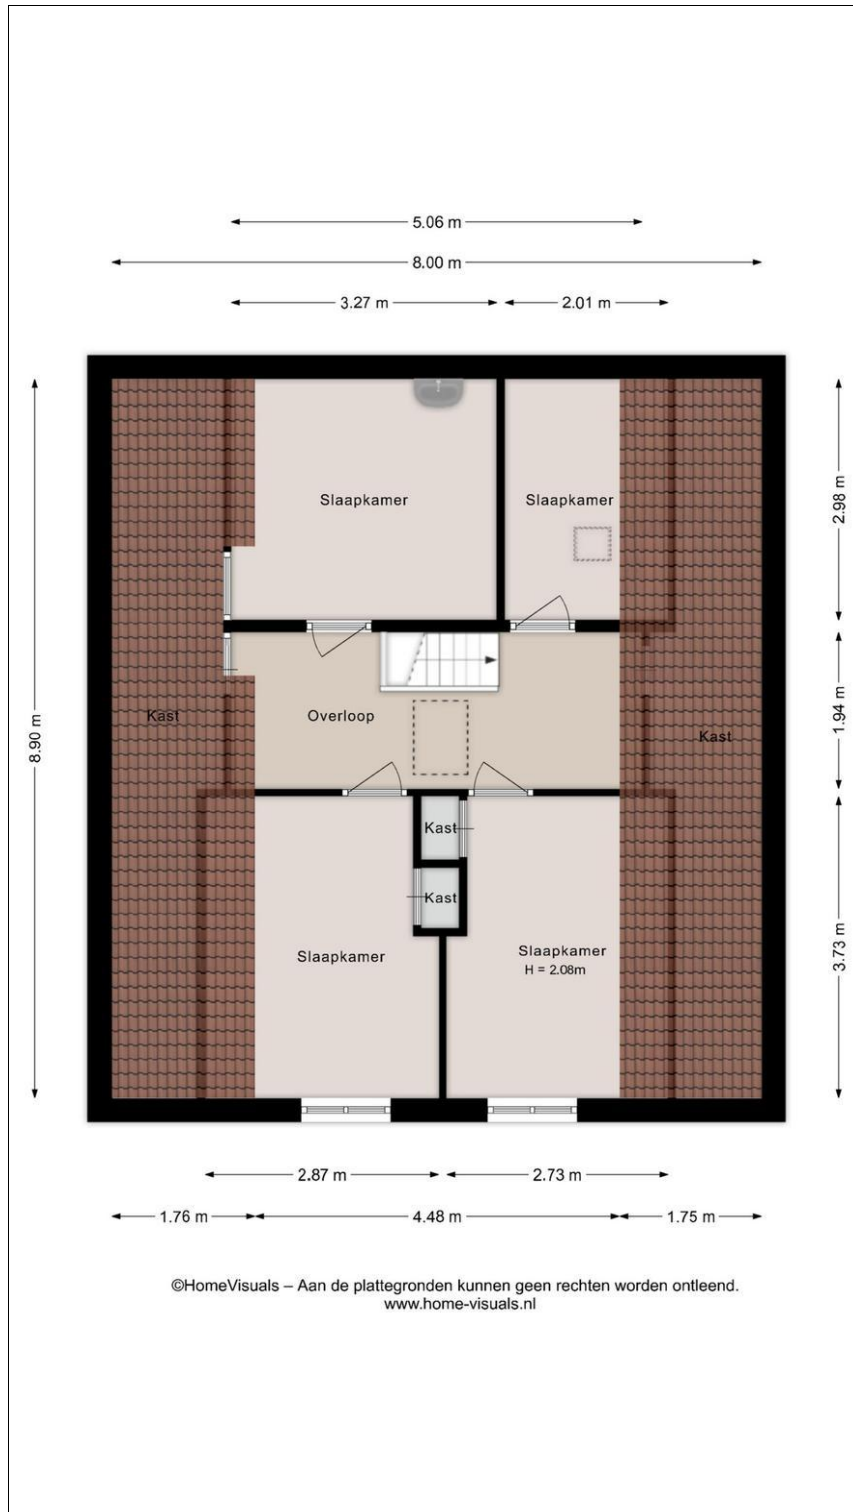 5.06 m
8.00 m
3.27 m
2.01 m
2.98 m
Slaapkamer
Slaapkamer
Kast
Overloop
1.94 m
Kast
8.90 m
Kast
Kast
Slaapkamer
Slaapkamer
H = 2.08m
3.73 m
2.87 m
2.73 m
1.76 m
4.48 m
1.75 m
©HomeVisuals – Aan de plattegronden kunnen geen rechten worden ontleend.
www.home-visuals.nl